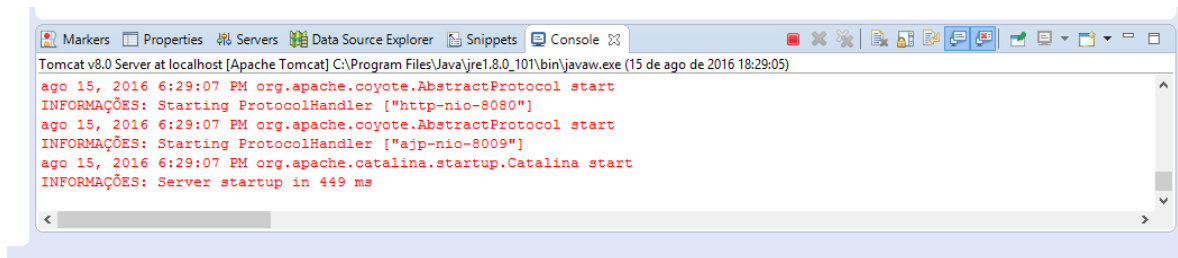 Markers Properties Servers Data Source Explorer Snippets Console
Tomcat v8.0 Server at localhost [Apache Tomcat] C:\Program Files\Java\jre1.8.0_101\bin\javaw.exe (15 de ago de 2016 18:29:05)
ago 15, 2016 6:29:07 PM org.apache.coyote.AbstractProtocol start
INFORMAÇÕES: Starting ProtocolHandler ["http-nio-8080"]
ago 15, 2016 6:29:07 PM org.apache.coyote.AbstractProtocol start
INFORMAÇÕES: Starting ProtocolHandler ["ajp-nio-8009"]
ago 15, 2016 6:29:07 PM org.apache.catalina.startup.Catalina start
INFORMAÇÕES: Server startup in 449 ms